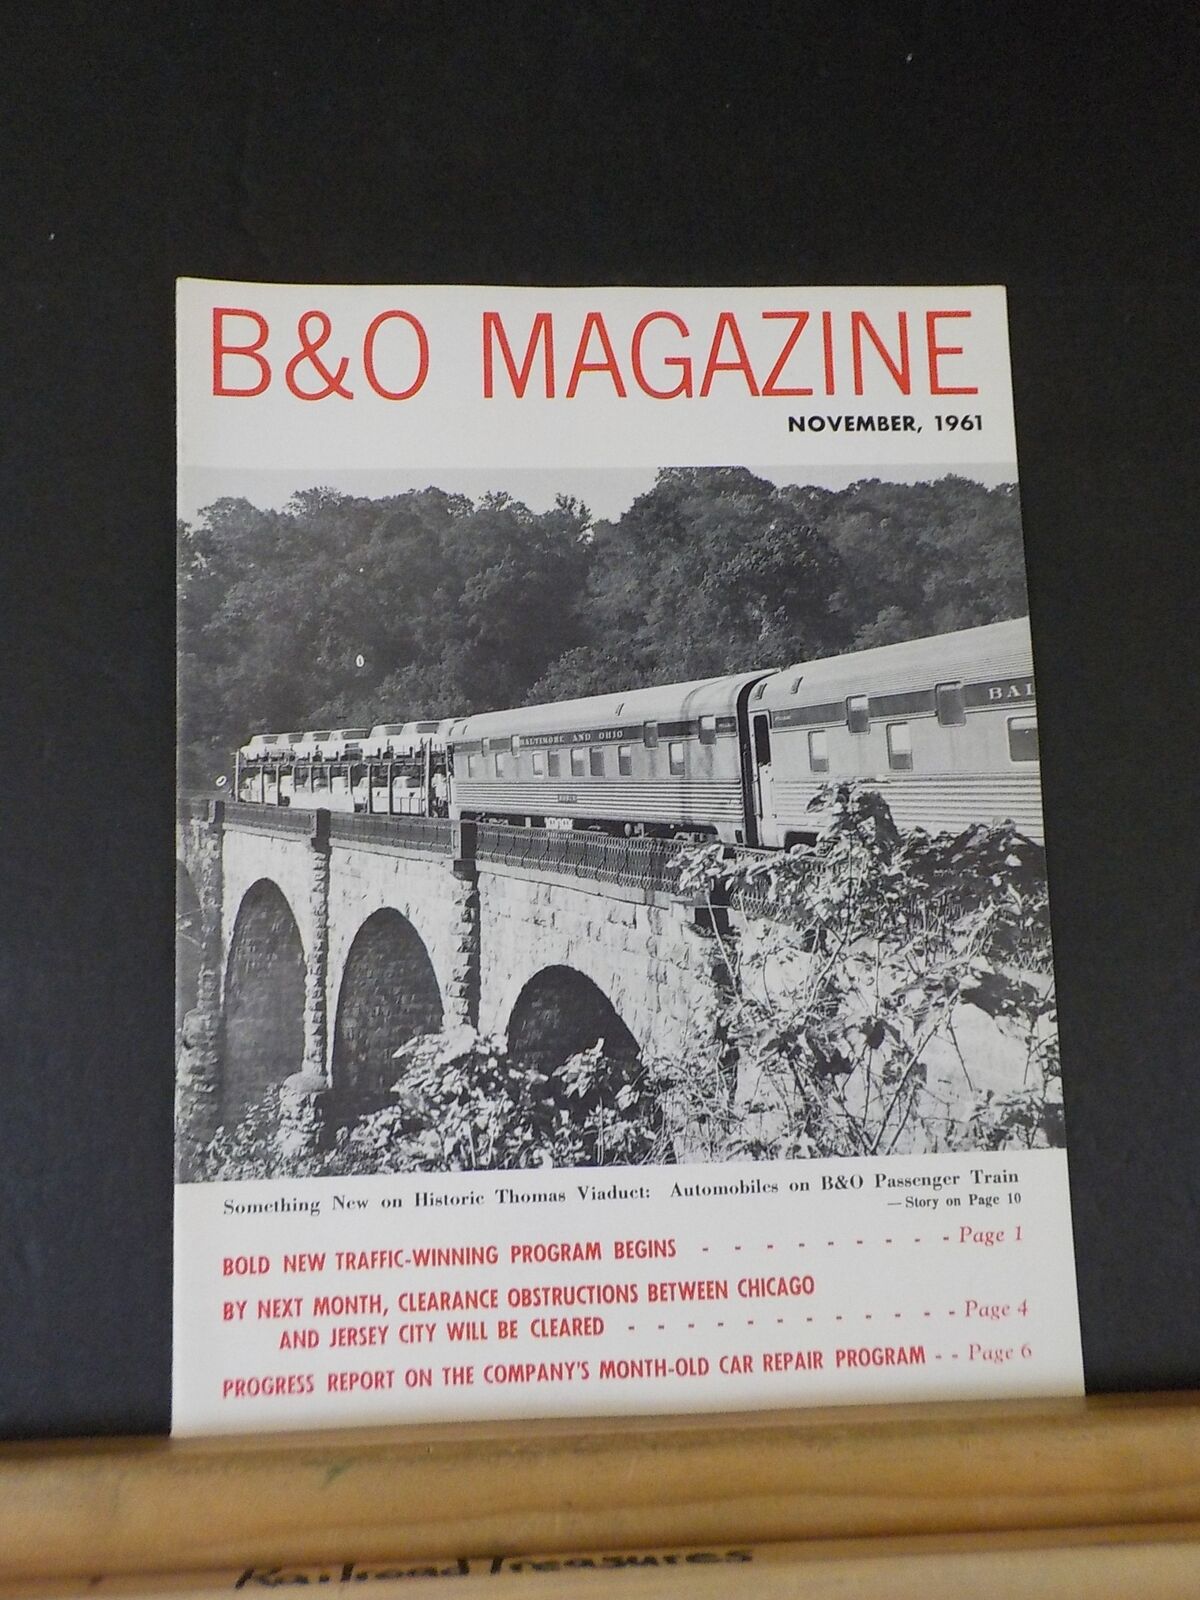 B&O MAGAZINE
NOVEMBER, 1961
BALTIMORE AND OHIO
BAL
Something New on Historic Thomas Viaduct: Automobiles on B&O Passenger Train
—Story on Page 10
BOLD NEW TRAFFIC-WINNING PROGRAM BEGINS - - - - - - - - - Page 1
BY NEXT MONTH, CLEARANCE OBSTRUCTIONS BETWEEN CHICAGO
AND JERSEY CITY WILL BE CLEARED - - - - - - - - - - - - Page 4
PROGRESS REPORT ON THE COMPANY'S MONTH-OLD CAR REPAIR PROGRAM - - Page 6
Railroad Treasures